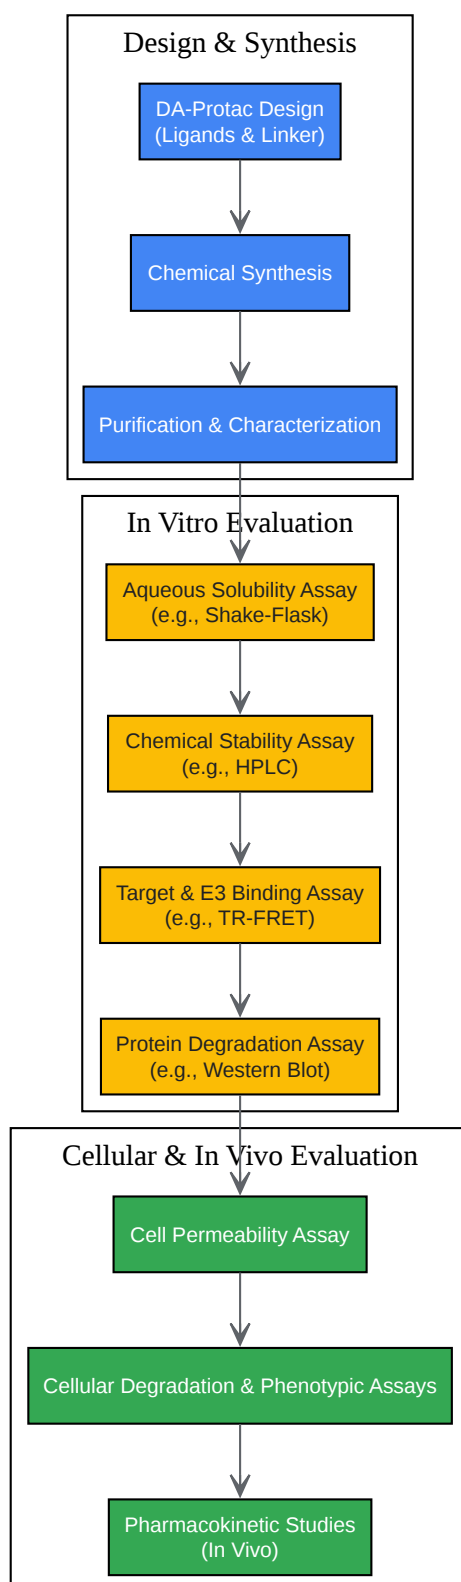 Design & Synthesis
DA-Protac Design
(Ligands & Linker)
Chemical Synthesis
Purification & Characterization
In Vitro Evaluation
Aqueous Solubility Assay
(e.g., Shake-Flask)
Chemical Stability Assay
(e.g., HPLC)
Target & E3 Binding Assay
(e.g., TR-FRET)
Protein Degradation Assay
(e.g., Western Blot)
Cellular & In Vivo Evaluation
Cell Permeability Assay
Cellular Degradation & Phenotypic Assays
Pharmacokinetic Studies
(In Vivo)